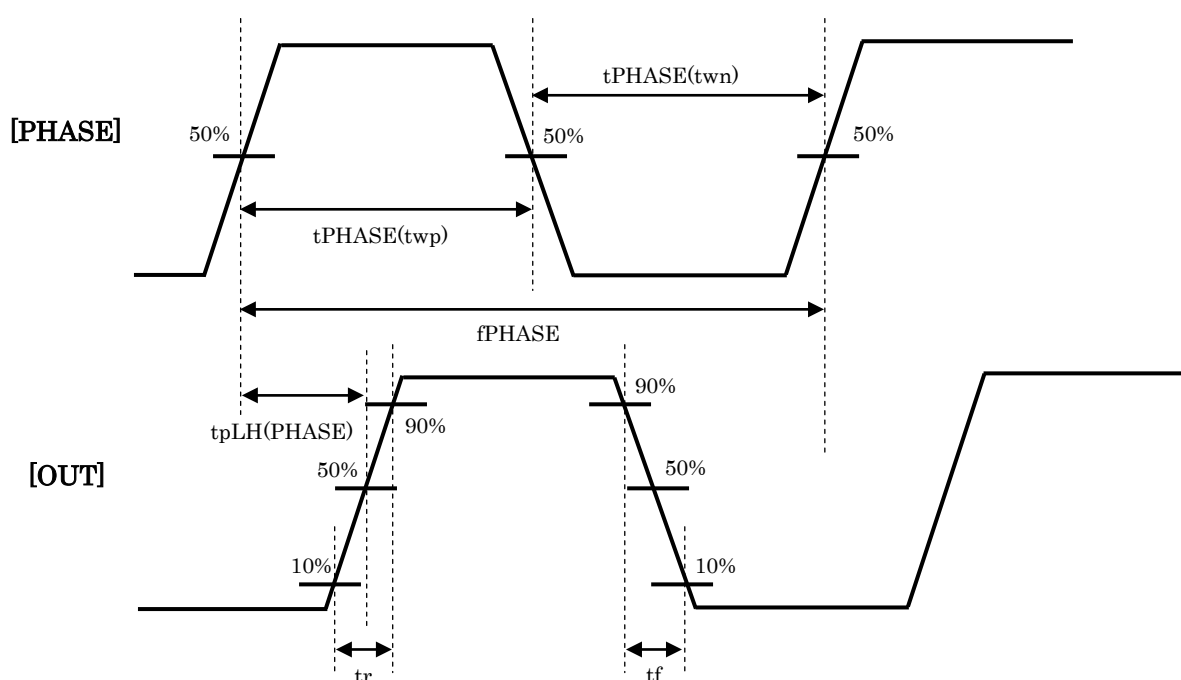 tPHASE(twn)
[PHASE]
50%
50%
50%
tPHASE(twp)
fPHASE
90%
tpLH(PHASE)
90%
[OUT]
50%
50%
10%
10%
tr
tf